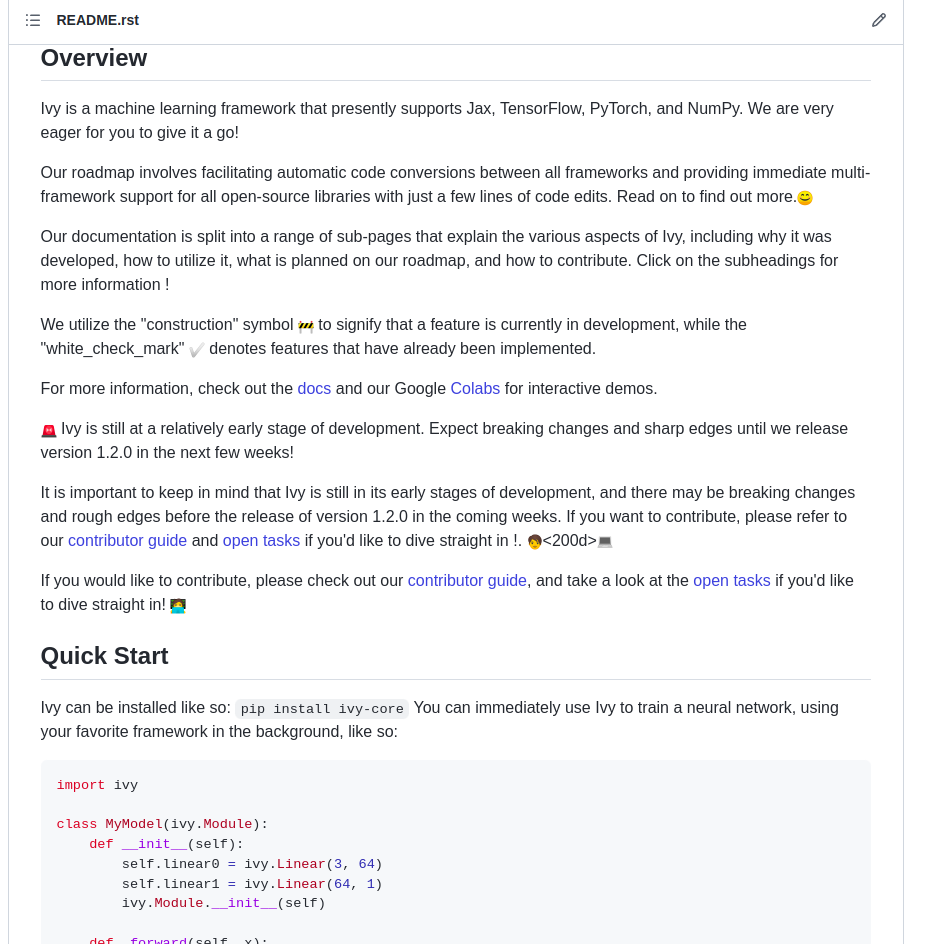 README.rst
Overview
Ivy is a machine learning framework that presently supports Jax, TensorFlow, PyTorch, and NumPy. We are very
eager for you to give it a go!
Our roadmap involves facilitating automatic code conversions between all frameworks and providing immediate multi-
framework support for all open-source libraries with just a few lines of code edits. Read on to find out more.😊
Our documentation is split into a range of sub-pages that explain the various aspects of Ivy, including why it was
developed, how to utilize it, what is planned on our roadmap, and how to contribute. Click on the subheadings for
more information !
We utilize the "construction" symbol 🚧 to signify that a feature is currently in development, while the
"white_check_mark" ✔️ denotes features that have already been implemented.
For more information, check out the docs and our Google Colabs for interactive demos.
🚨 Ivy is still at a relatively early stage of development. Expect breaking changes and sharp edges until we release
version 1.2.0 in the next few weeks!
It is important to keep in mind that Ivy is still in its early stages of development, and there may be breaking changes
and rough edges before the release of version 1.2.0 in the coming weeks. If you want to contribute, please refer to
our contributor guide and open tasks if you'd like to dive straight in !. 🧑<200d>💻
If you would like to contribute, please check out our contributor guide, and take a look at the open tasks if you'd like
to dive straight in! 🧑‍💻
Quick Start
Ivy can be installed like so: pip install ivy-core You can immediately use Ivy to train a neural network, using
your favorite framework in the background, like so:
import ivy
class MyModel(ivy.Module):
    def __init__(self):
        self.linear0 = ivy.Linear(3, 64)
        self.linear1 = ivy.Linear(64, 1)
        ivy.Module.__init__(self)
    def _forward(self, x):